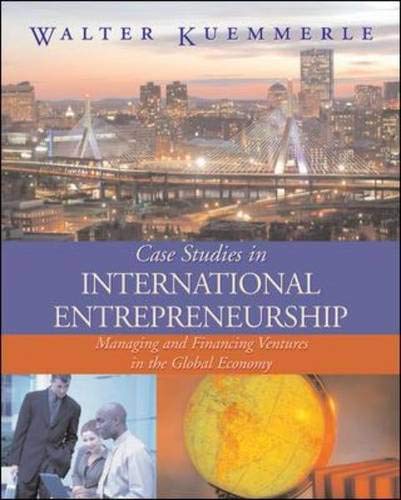 WALTER KUEMMERLE
Case Studies in
INTERNATIONAL
ENTREPRENEURSHIP
Managing and Financing Ventures
in the Global Economy